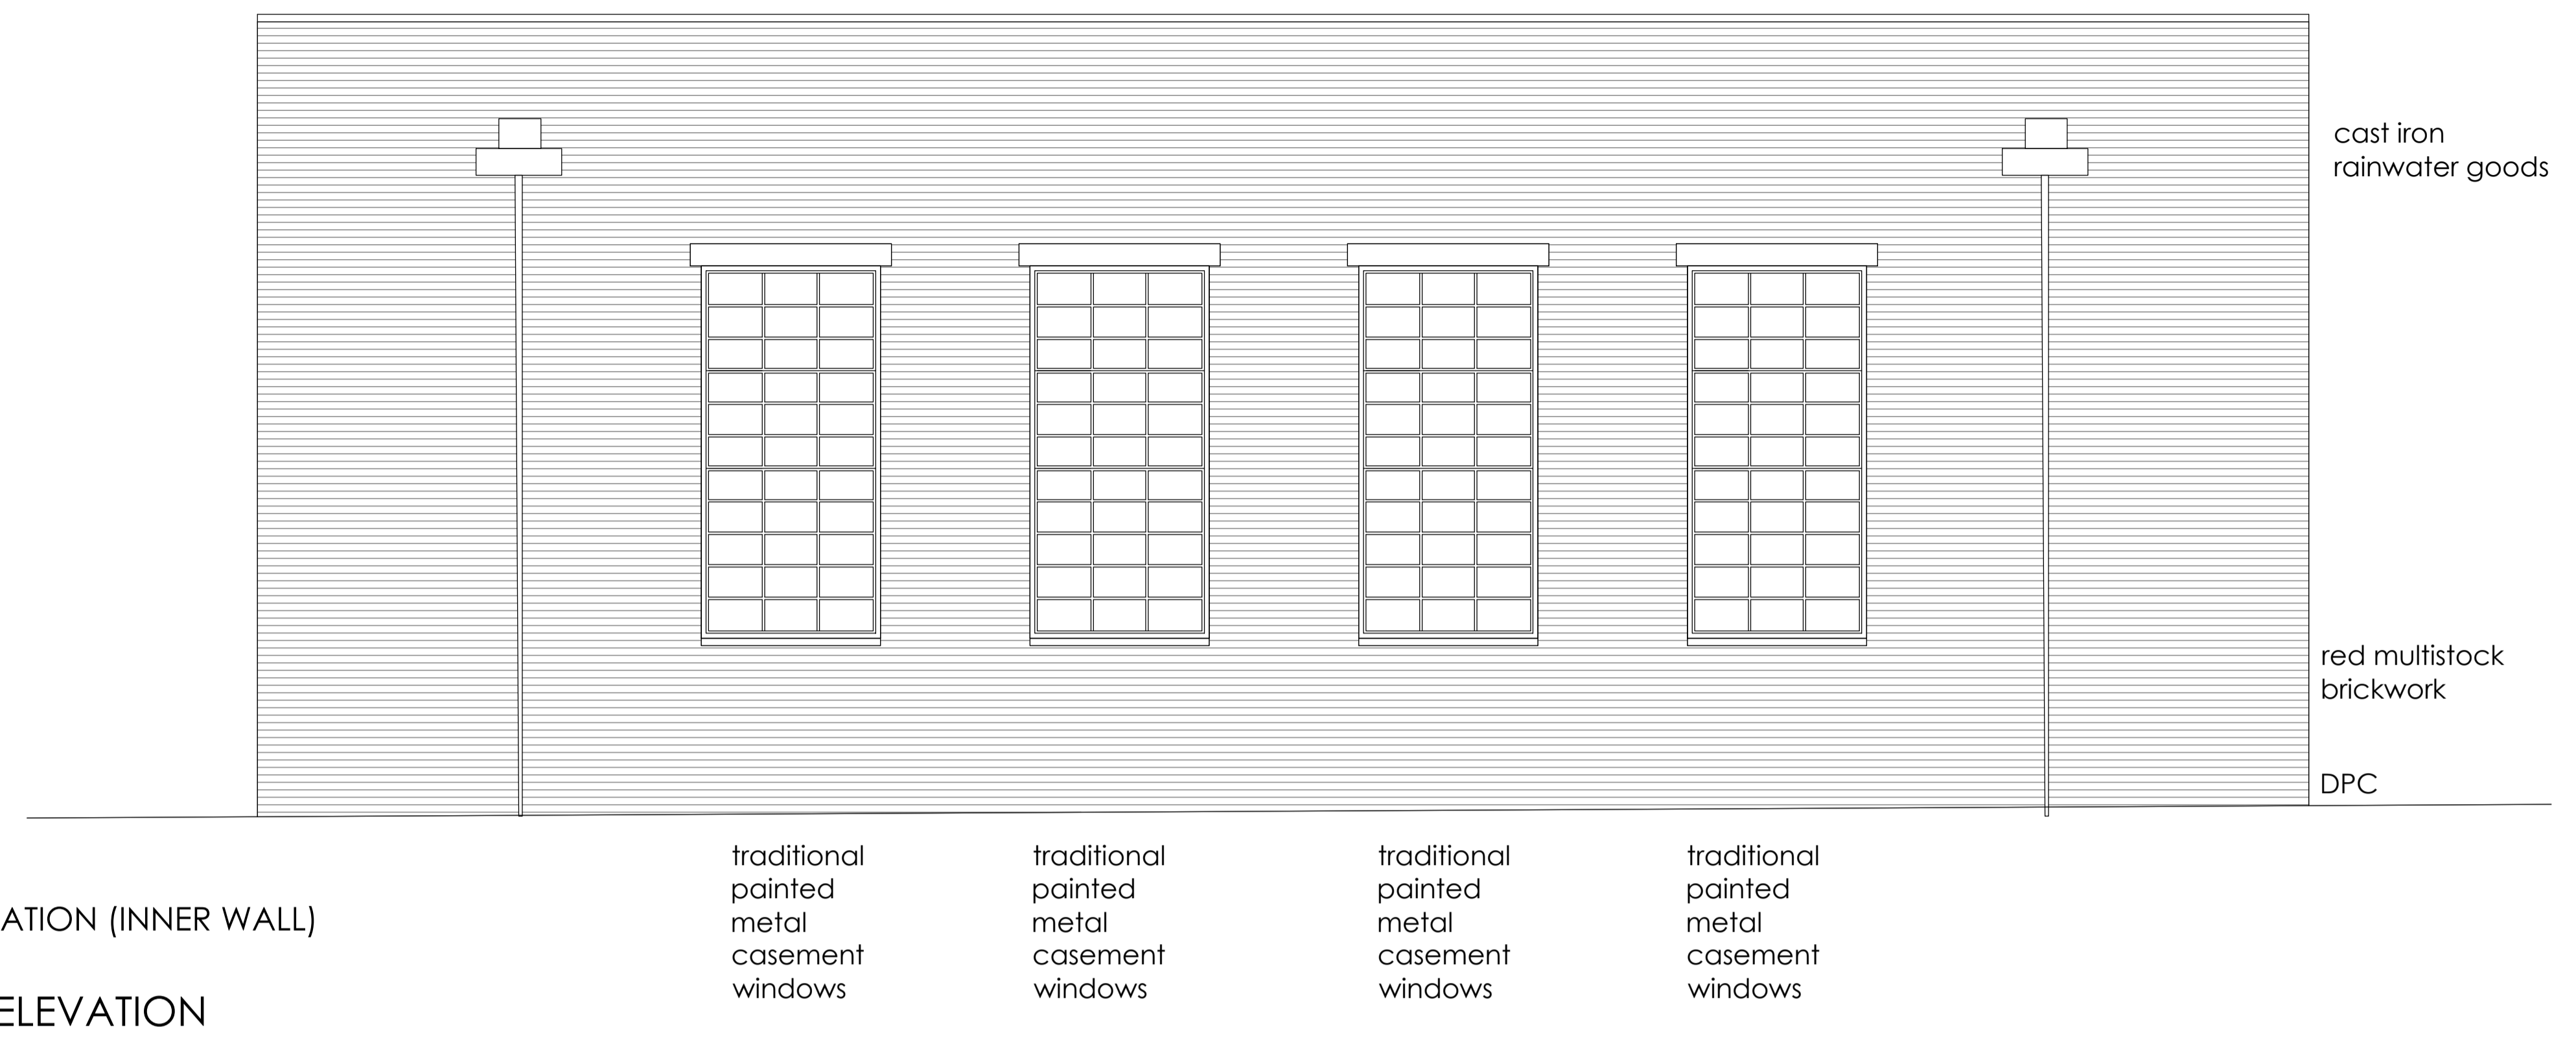 cast iron
rainwater goods
red multistock
brickwork
DPC
traditional
painted
metal
casement
windows
traditional
painted
metal
casement
windows
traditional
painted
metal
casement
windows
traditional
painted
metal
casement
windows
ATION (INNER WALL)
ELEVATION